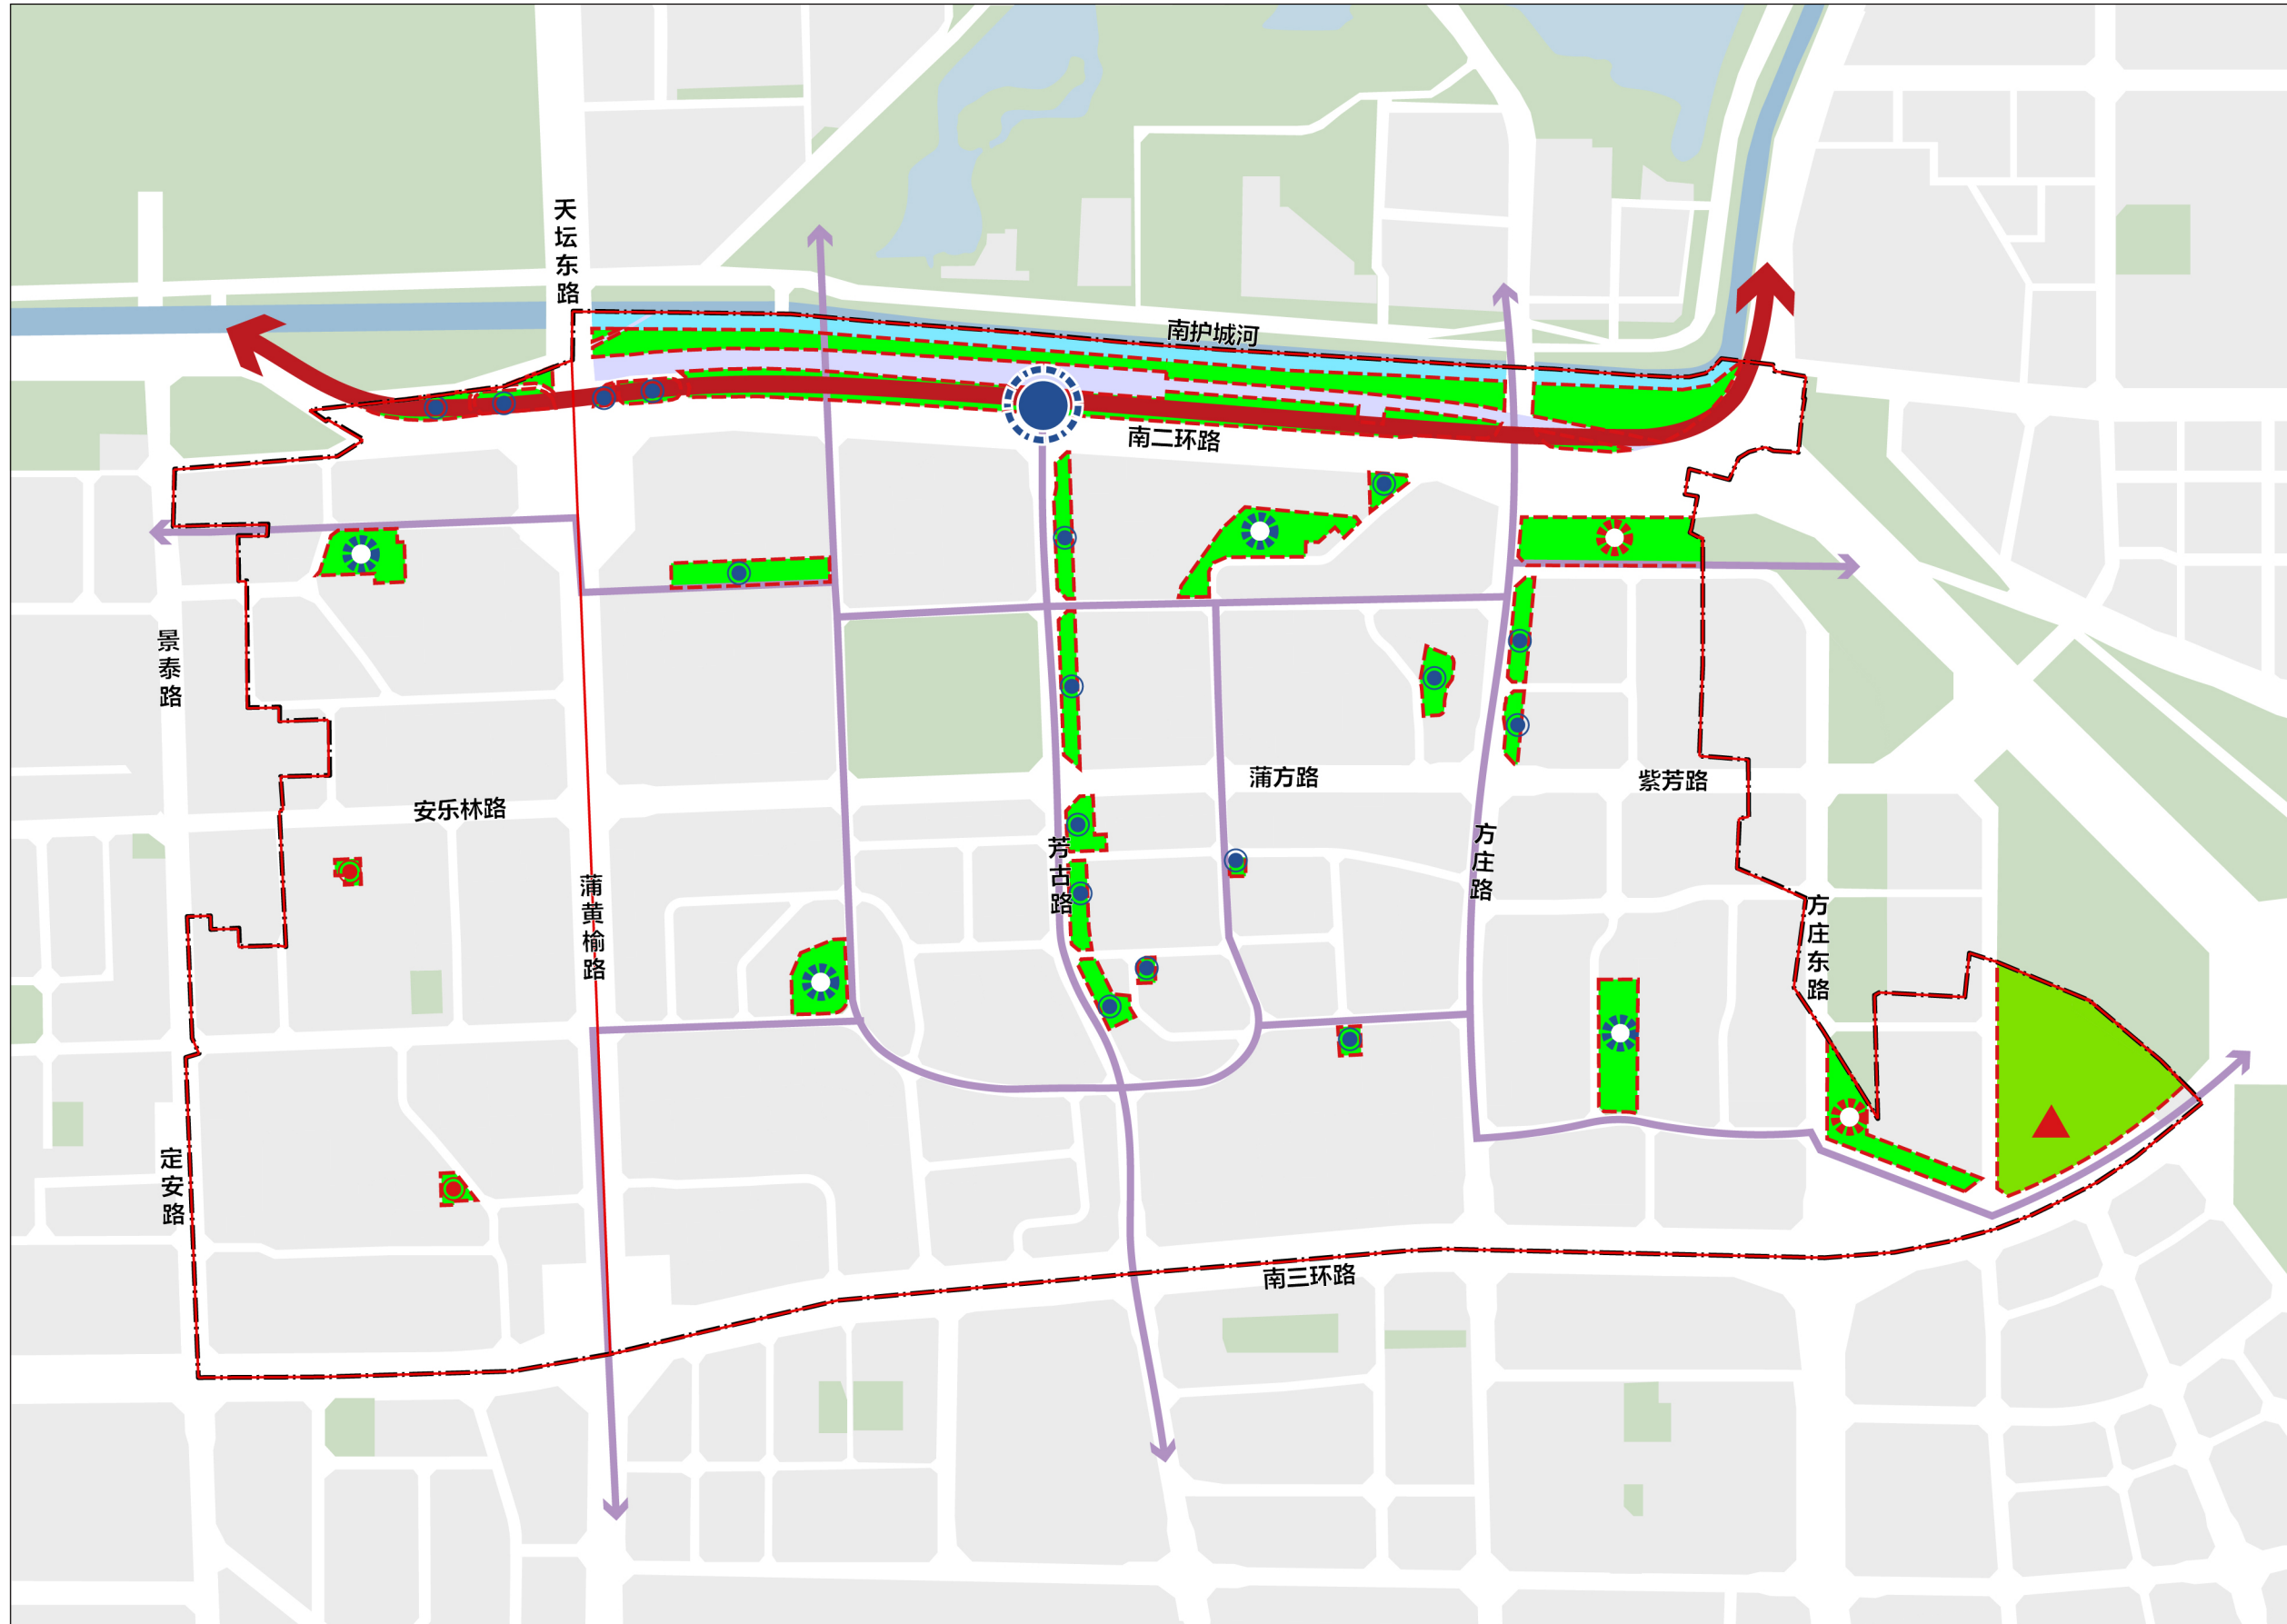 天坛东路
南护城河
南二环路
景泰路
安乐林路
蒲方路
紫芳路
芳古路
方庄路
蒲黄榆路
方庄东路
定安路
南三环路